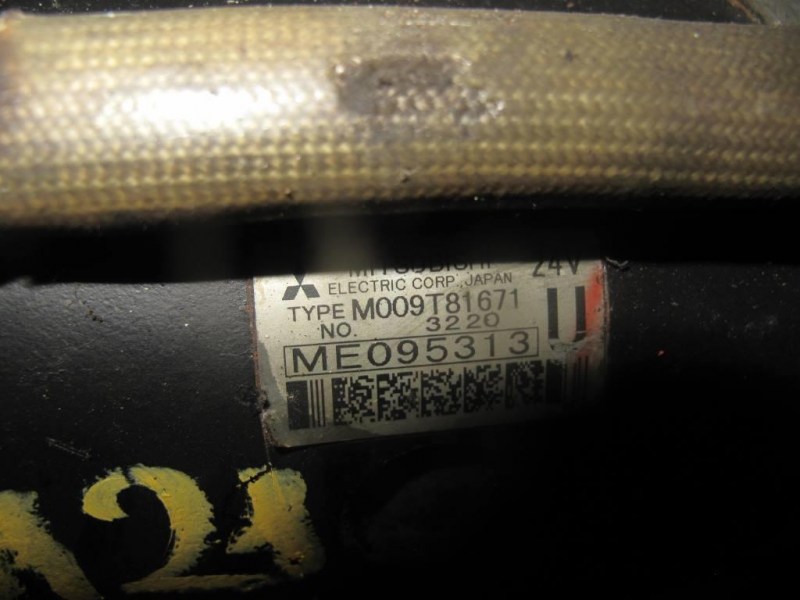 MITSUBISHI 24V
ELECTRIC CORP., JAPAN
TYPE M009T81671
NO. 3220
ME095313